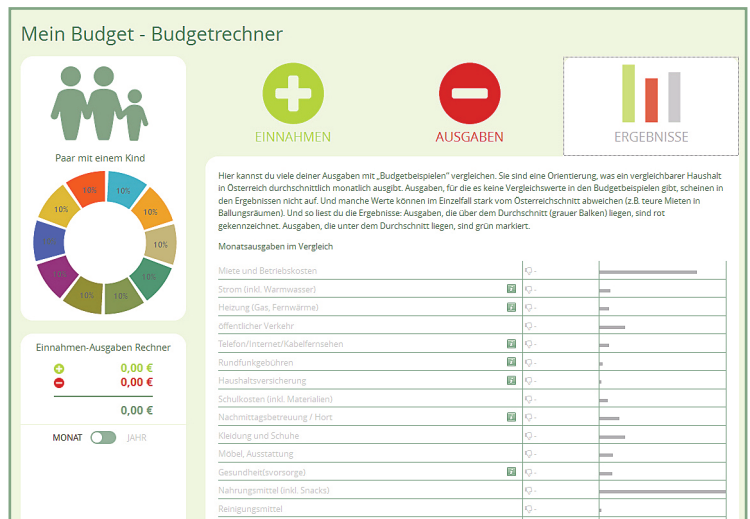 Mein Budget - Budgetrechner
EINNAHMEN
AUSGABEN
ERGEBNISSE
Paar mit einem Kind
10%
10%
10%
10%
10%
10%
10%
10%
10%
10%
Einnahmen-Ausgaben Rechner
0,00 €
0,00 €
0,00 €
MONAT
JAHR
Hier kannst du viele deiner Ausgaben mit „Budgetbeispielen" vergleichen. Sie sind eine Orientierung, was ein vergleichbarer Haushalt
in Österreich durchschnittlich monatlich ausgibt. Ausgaben, für die es keine Vergleichswerte in den Budgetbeispielen gibt, scheinen in
den Ergebnissen nicht auf. Und manche Werte können im Einzelfall stark vom Österreichschnitt abweichen (z.B. teure Mieten in
Ballungsräumen). Und so liest du die Ergebnisse: Ausgaben, die über dem Durchschnitt (grauer Balken) liegen, sind rot
gekennzeichnet. Ausgaben, die unter dem Durchschnitt liegen, sind grün markiert.
Monatsausgaben im Vergleich
Miete und Betriebskosten -
Strom (inkl. Warmwasser) -
Heizung (Gas, Fernwärme) -
öffentlicher Verkehr -
Telefon/Internet/Kabelfernsehen -
Rundfunkgebühren -
Haushaltsversicherung -
Schulkosten (inkl. Materialien) -
Nachmittagsbetreuung / Hort -
Kleidung und Schuhe -
Möbel, Ausstattung -
Gesundheit(svorsorge) -
Nahrungsmittel (inkl. Snacks) -
Reinigungsmittel -